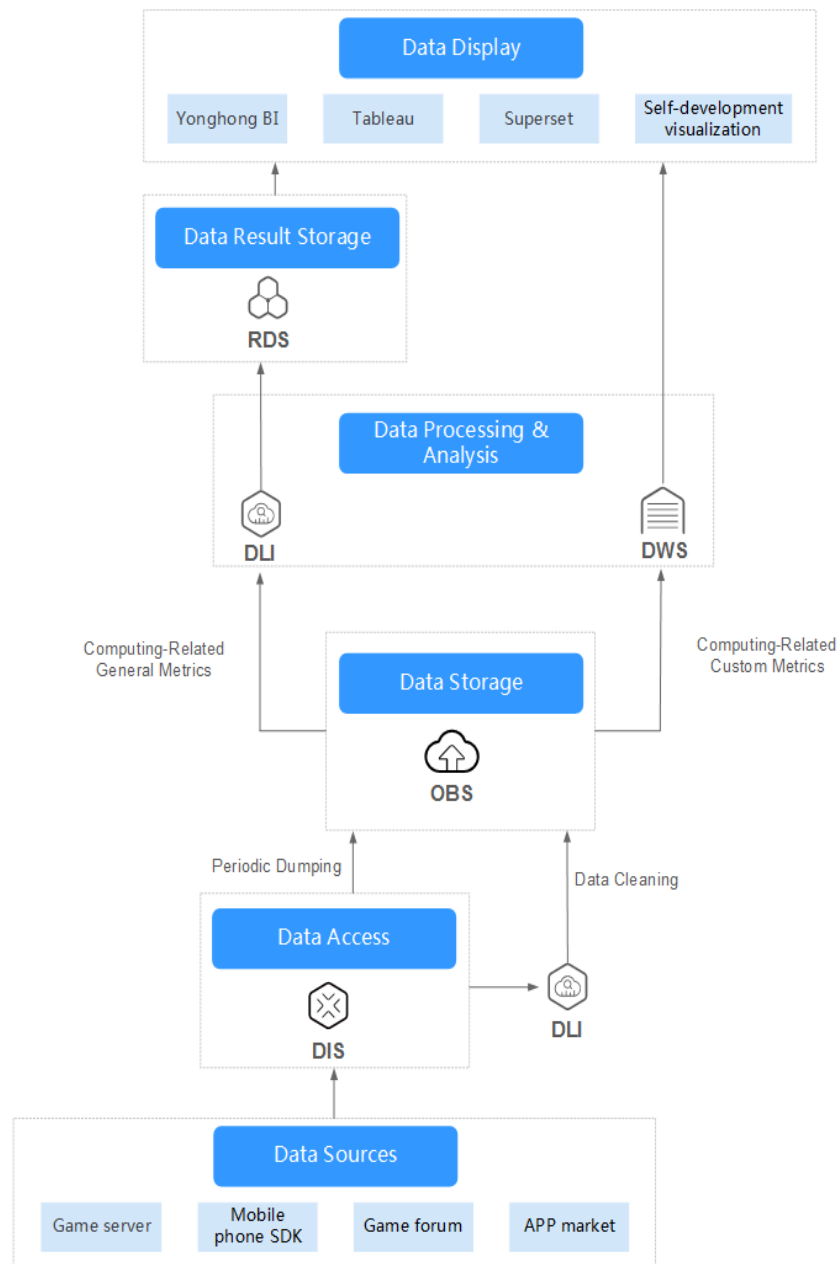 Data Display
Yonghong BI
Tableau
Superset
Self-development
visualization
Data Result Storage
RDS
Data Processing &
Analysis
DLI
DWS
Computing-Related
General Metrics
Computing-Related
Custom Metrics
Data Storage
OBS
Periodic Dumping
Data Cleaning
Data Access
DIS
DLI
Data Sources
Game server
Mobile
phone SDK
Game forum
APP market